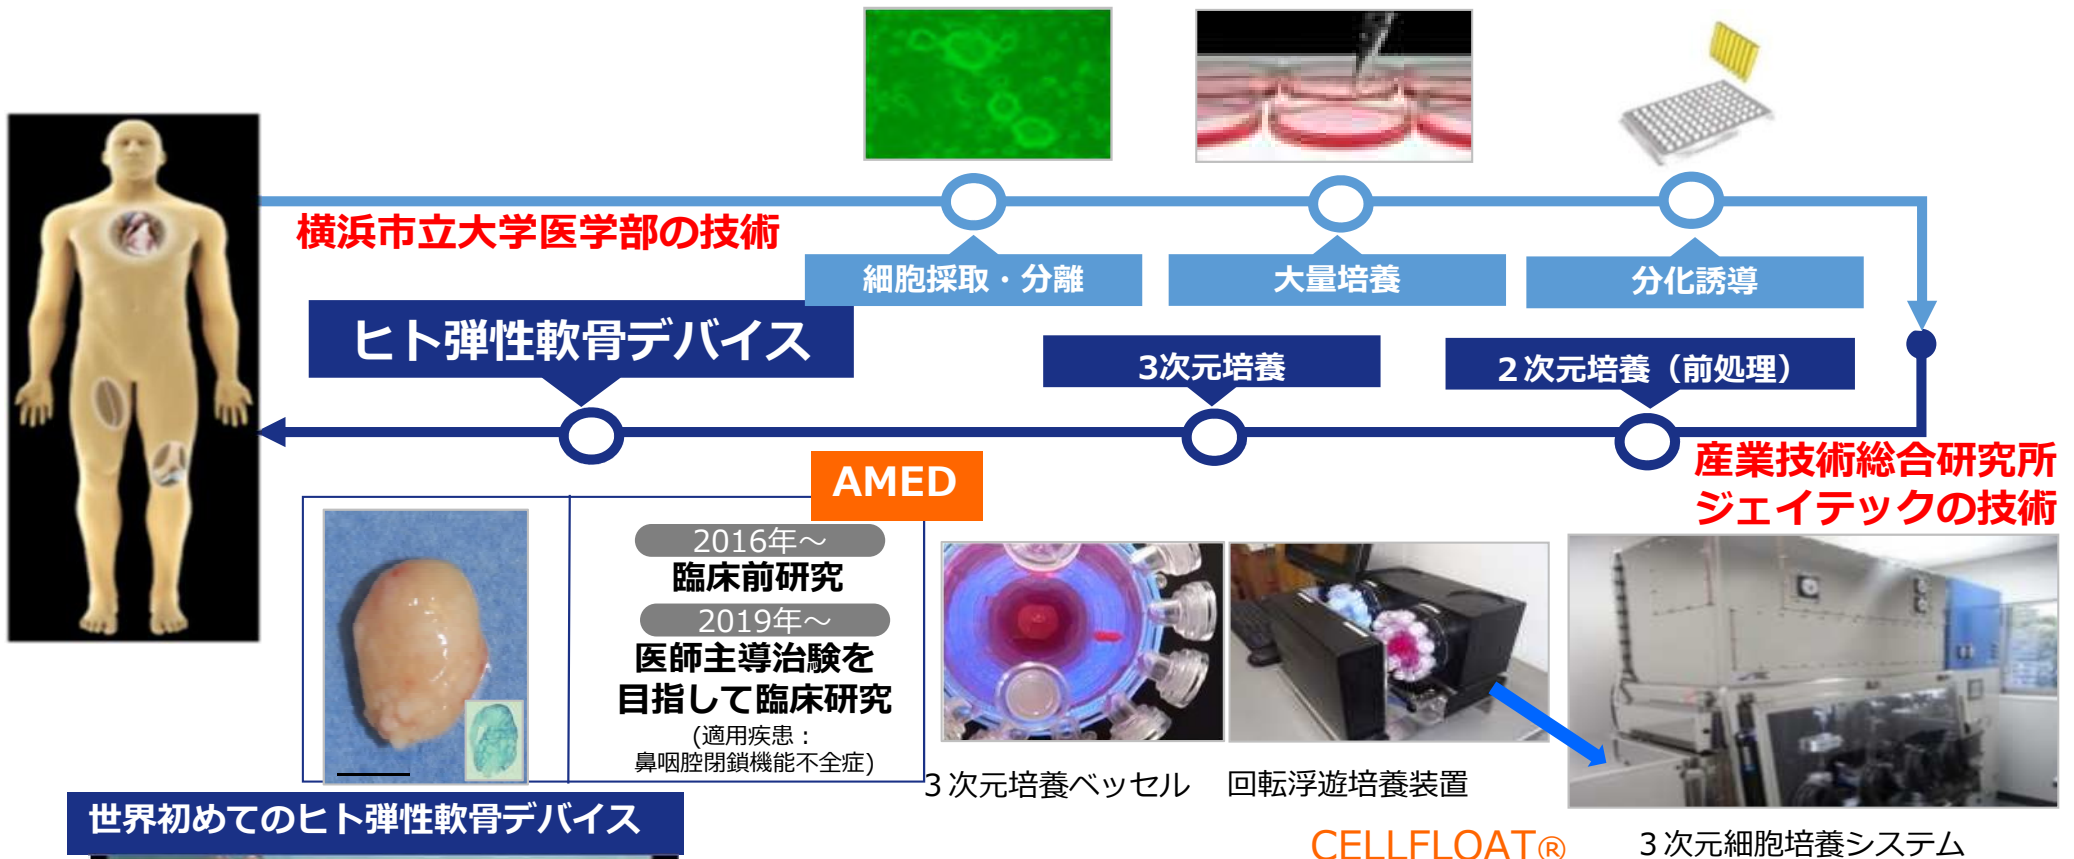 横浜市立大学医学部の技術
細胞採取・分離
大量培養
分化誘導
ヒト弾性軟骨デバイス
3次元培養
２次元培養（前処理）
産業技術総合研究所
ジェイテックの技術
AMED
2016年～
臨床前研究
2019年～
医師主導治験を
目指して臨床研究
(適用疾患：
鼻咽腔閉鎖機能不全症)
３次元培養ベッセル
回転浮遊培養装置
CELLFLOAT®
３次元細胞培養システム
世界初めてのヒト弾性軟骨デバイス